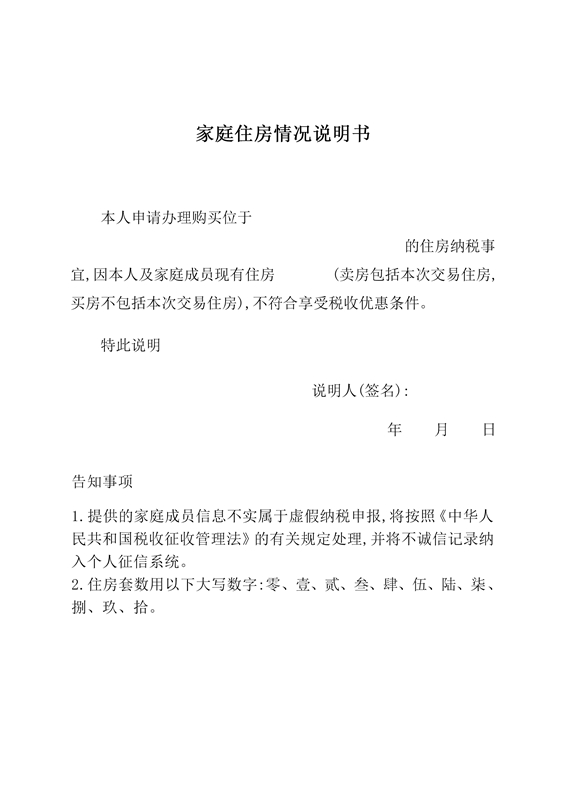 家庭住房情况说明书
本人申请办理购买位于
的住房纳税事
宜,因本人及家庭成员现有住房 (卖房包括本次交易住房,
买房不包括本次交易住房),不符合享受税收优惠条件。
特此说明
说明人(签名):
年 月 日
告知事项
1.提供的家庭成员信息不实属于虚假纳税申报,将按照《中华人
民共和国税收征收管理法》的有关规定处理,并将不诚信记录纳
入个人征信系统。
2.住房套数用以下大写数字:零、壹、贰、叁、肆、伍、陆、柒、
捌、玖、拾。